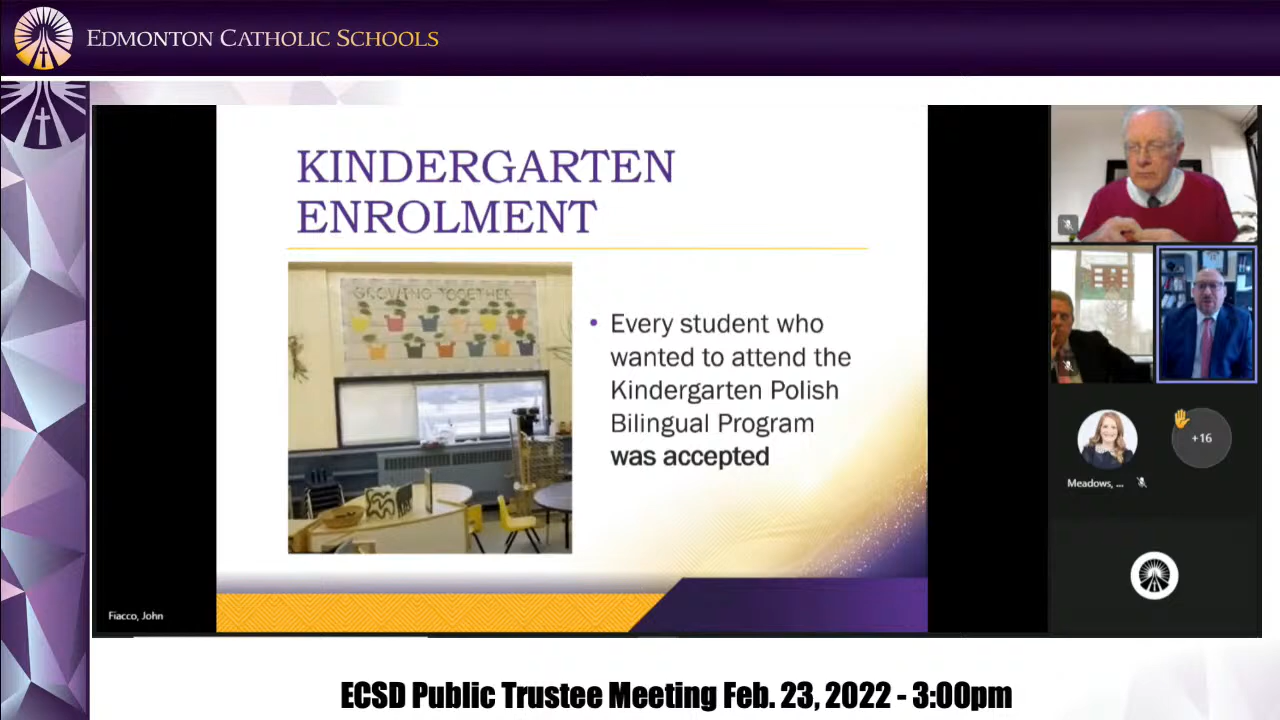 EDMONTON CATHOLIC SCHOOLS
KINDERGARTEN
ENROLMENT
GROWING TOGETHER
• Every student who
wanted to attend the
Kindergarten Polish
Bilingual Program
was accepted
+16
Meadows, ...
Fiacco, John
ECSD Public Trustee Meeting Feb. 23, 2022 - 3:00pm